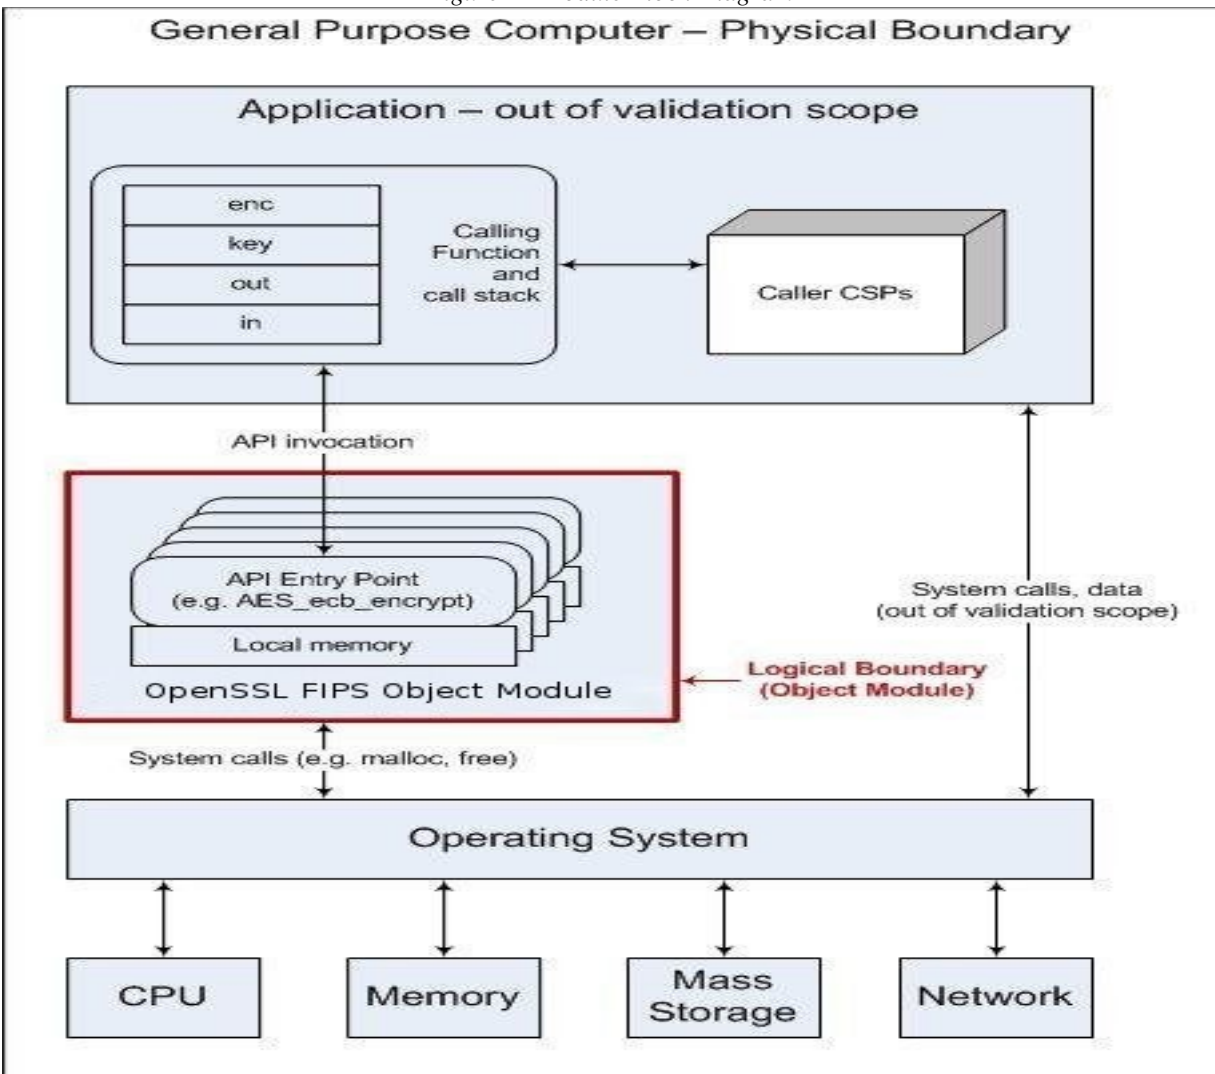 General Purpose Computer – Physical Boundary
Application – out of validation scope
enc
key
out
in
Calling
Function
and
call stack
Caller CSPs
API invocation
API Entry Point
(e.g. AES_ecb_encrypt)
Local memory
OpenSSL FIPS Object Module
Logical Boundary
(Object Module)
System calls, data
(out of validation scope)
System calls (e.g. malloc, free)
Operating System
CPU
Memory
Mass
Storage
Network